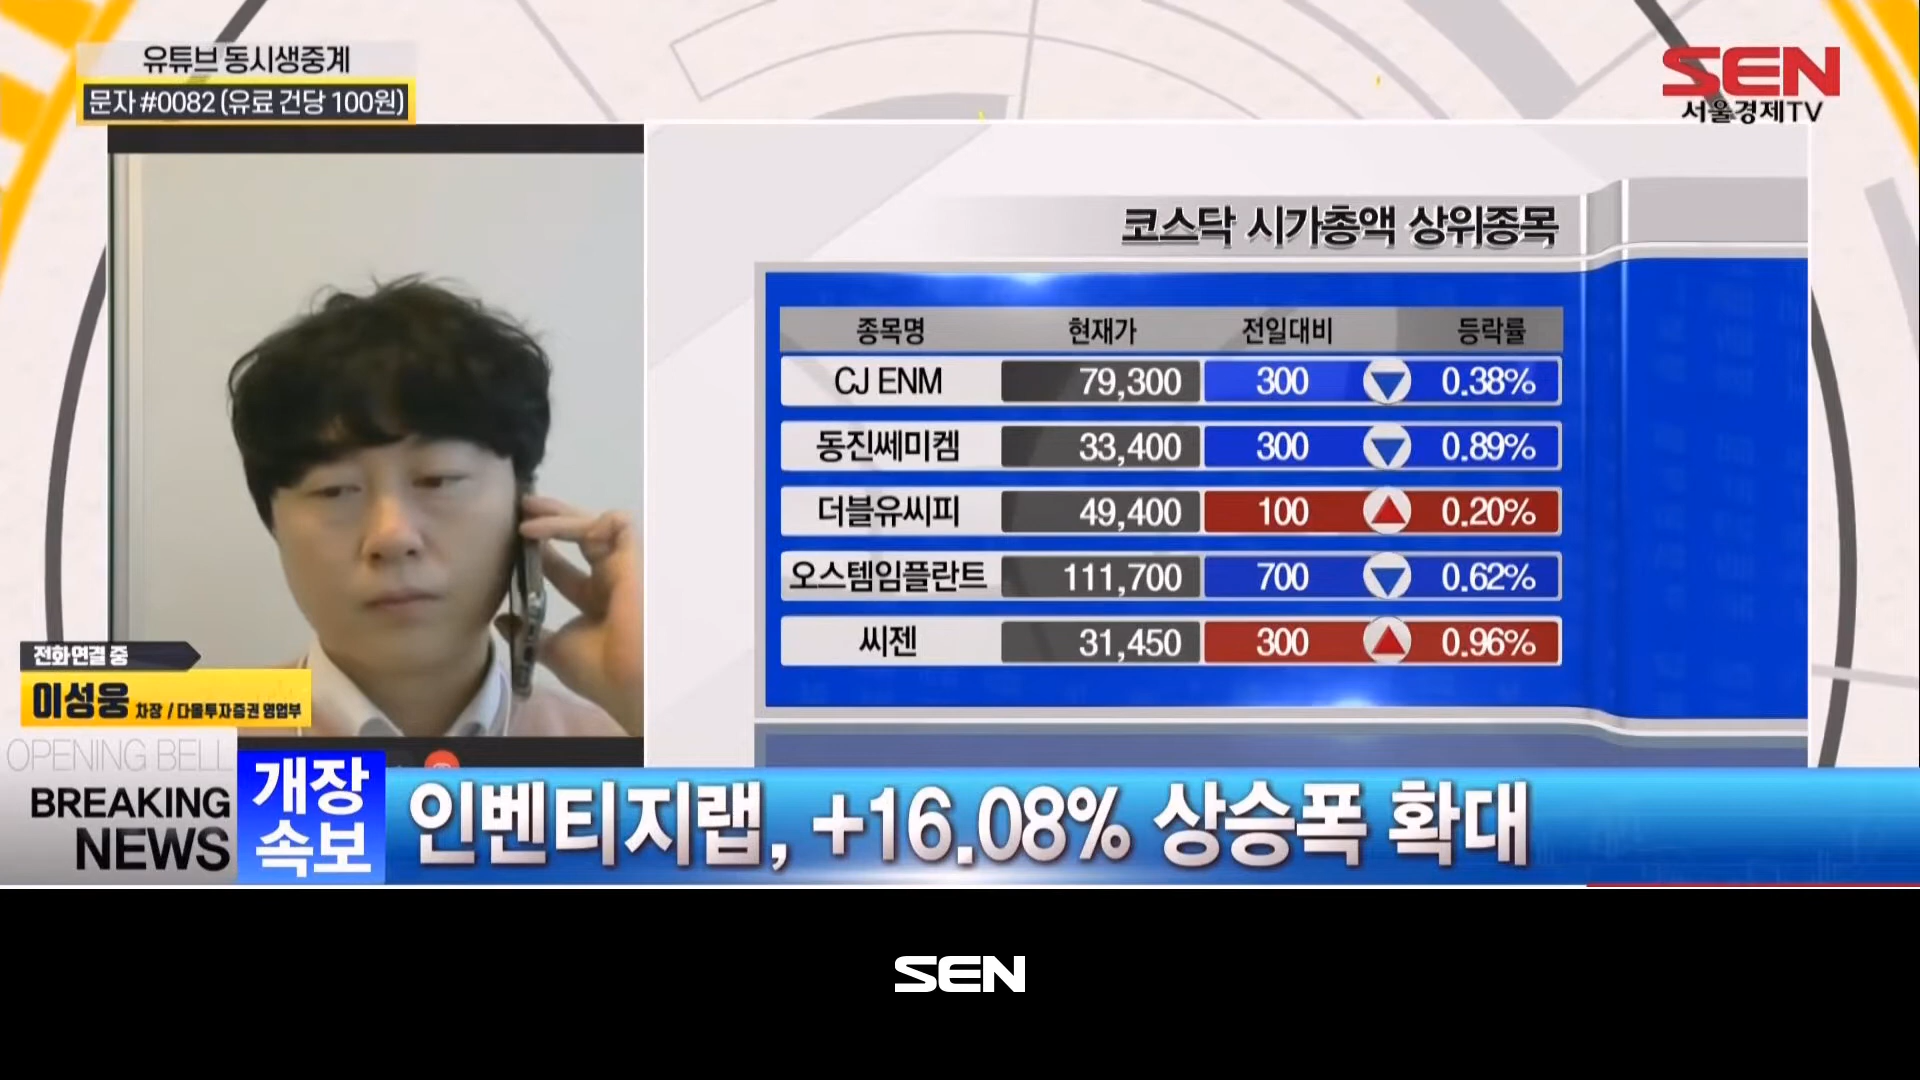 유튜브 동시생중계
문자 #0082 (유료 건당 100원)
SEN
서울경제TV
코스닥 시가총액 상위종목
종목명 현재가 전일대비 등락률
CJ ENM 79,300 300 ▼ 0.38%
동진쎄미켐 33,400 300 ▼ 0.89%
더블유씨피 49,400 100 ▲ 0.20%
오스템임플란트 111,700 700 ▼ 0.62%
씨젠 31,450 300 ▲ 0.96%
전화연결 중
이성웅 차장 / 다올투자증권 영업부
OPENING BELL
BREAKING
NEWS
개장
속보
인벤티지랩, +16.08% 상승폭 확대
SEN